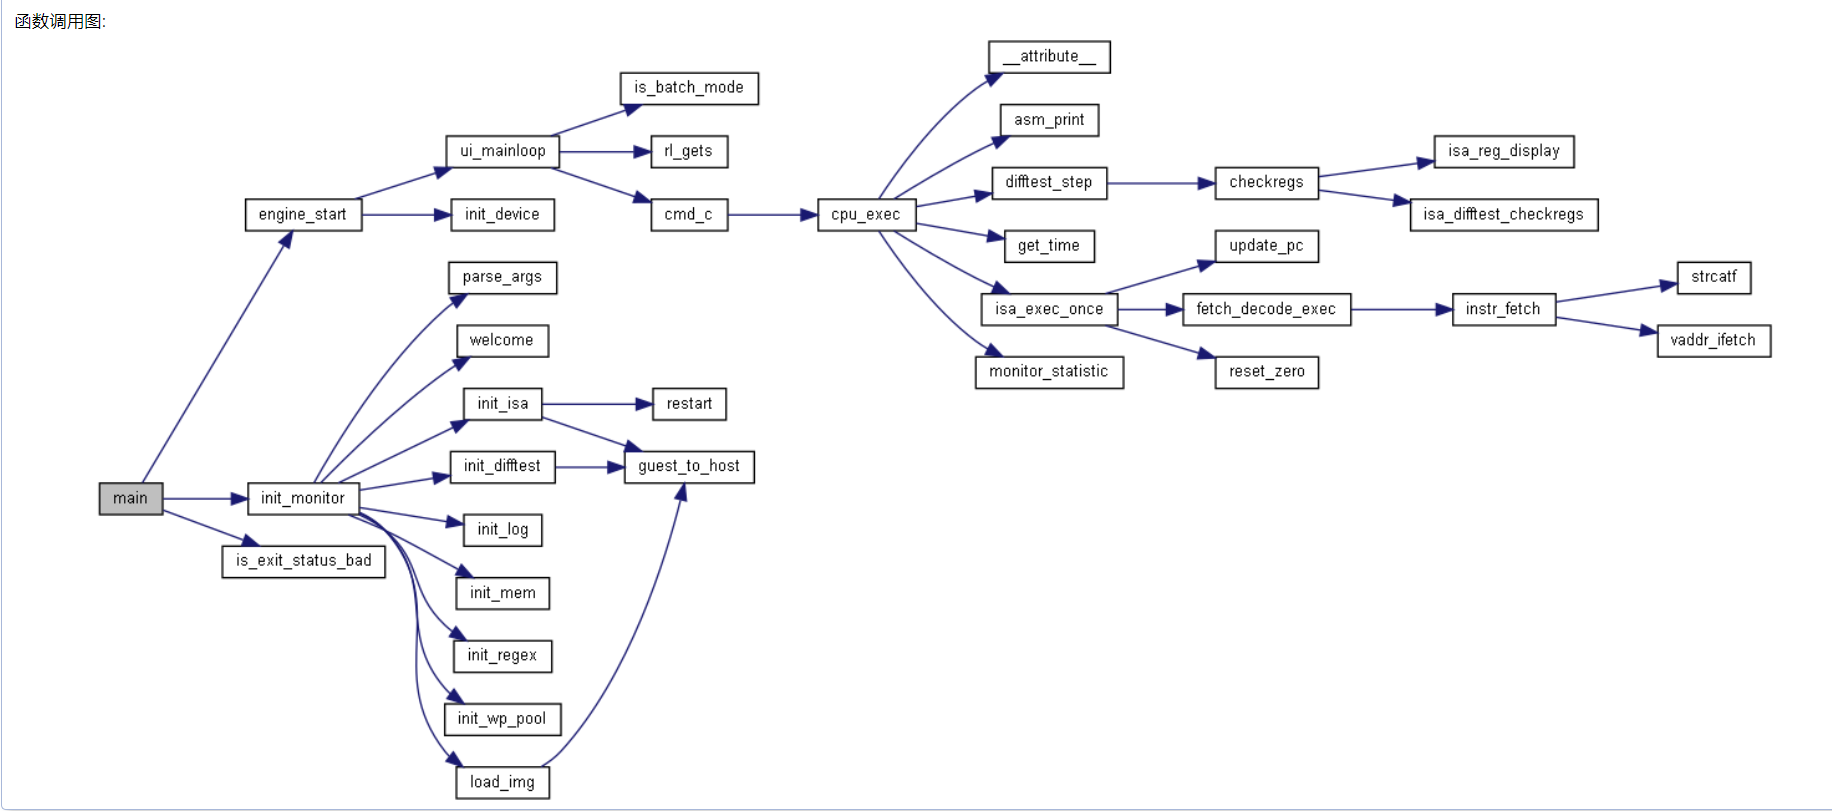 函数调用图:
__attribute__
is_batch_mode
asm_print
ui_mainloop
rl_gets
isa_reg_display
difftest_step
checkregs
engine_start
init_device
cmd_c
cpu_exec
isa_difftest_checkregs
get_time
update_pc
parse_args
strcatf
isa_exec_once
fetch_decode_exec
instr_fetch
welcome
vaddr_ifetch
monitor_statistic
reset_zero
init_isa
restart
init_difftest
guest_to_host
main
init_monitor
init_log
is_exit_status_bad
init_mem
init_regex
init_wp_pool
load_img